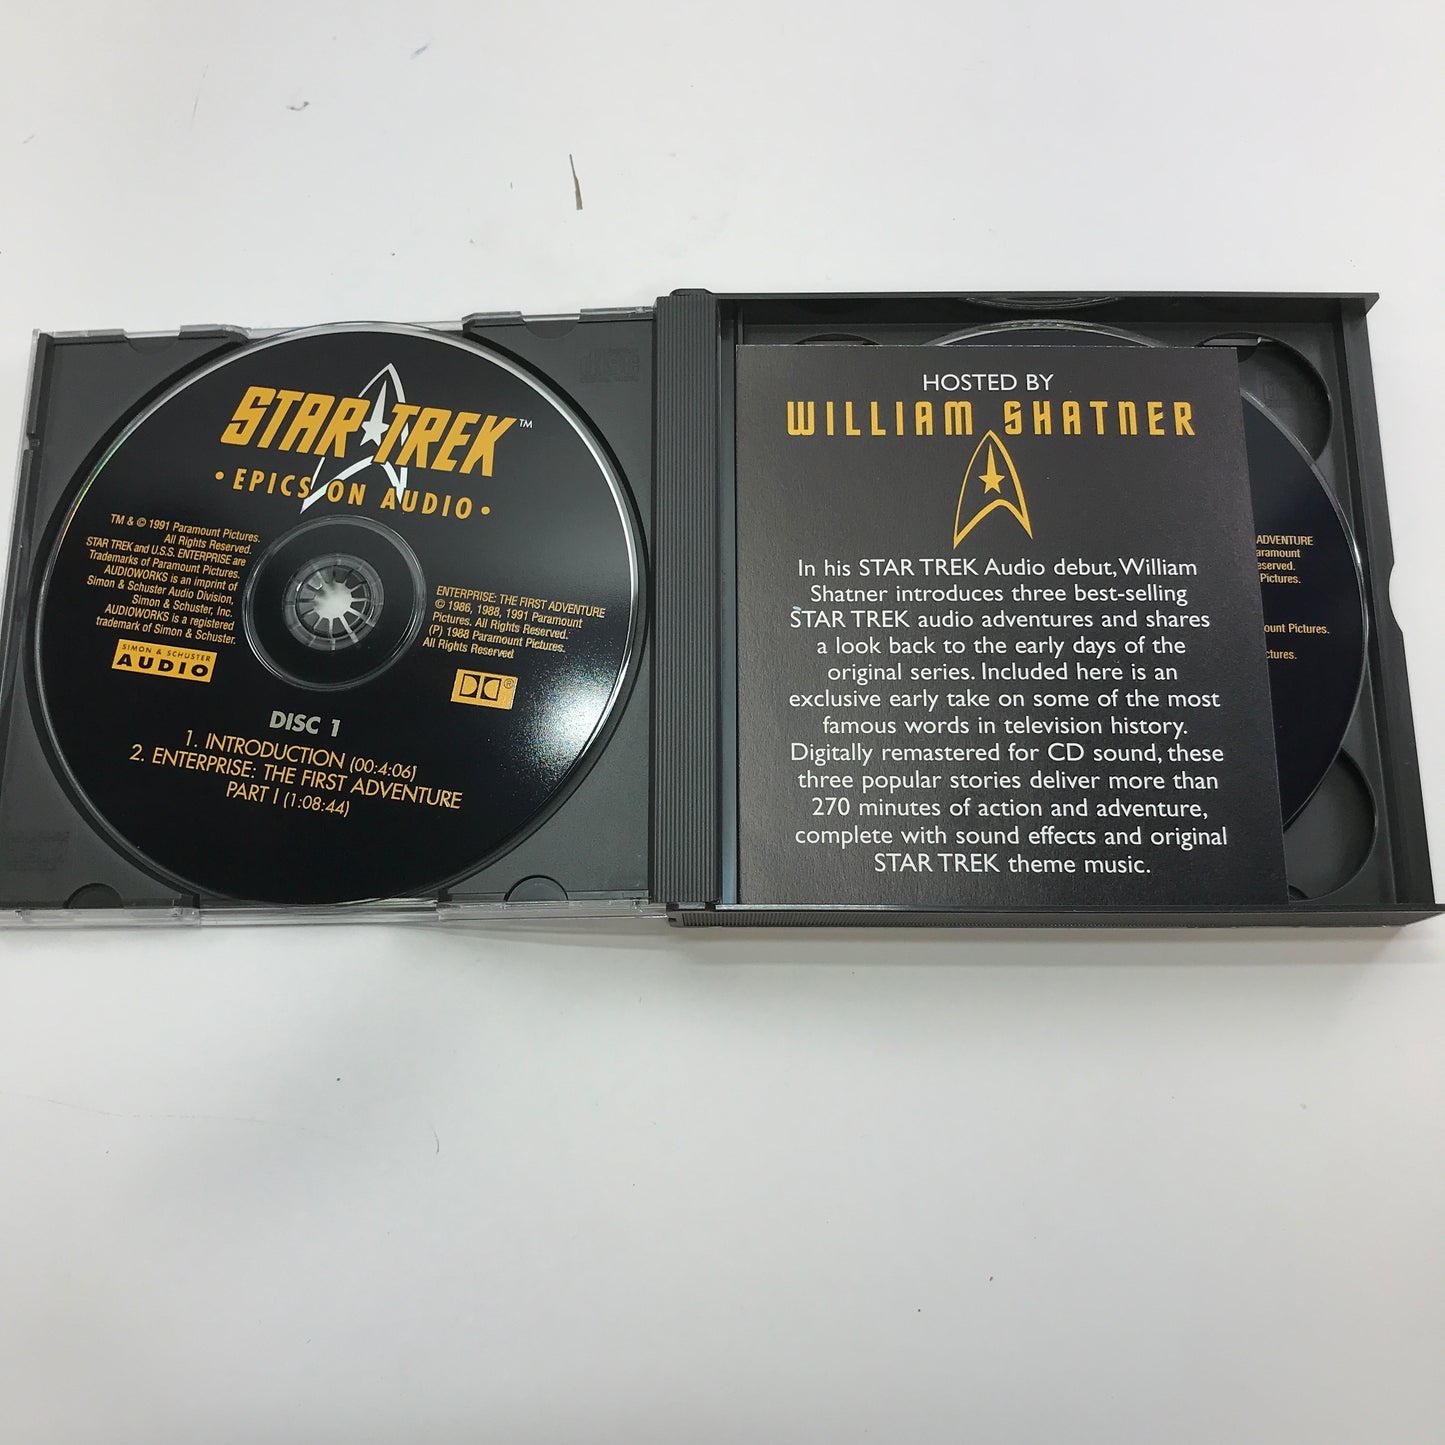 STAR TREK™
• EPICS ON AUDIO •
TM & © 1991 Paramount Pictures.
All Rights Reserved.
STAR TREK and U.S.S. ENTERPRISE are
Trademarks of Paramount Pictures.
AUDIOWORKS is an imprint of
Simon & Schuster Audio Division,
Simon & Schuster, Inc.
AUDIOWORKS is a registered
trademark of Simon & Schuster.
SIMON & SCHUSTER
AUDIO
ENTERPRISE: THE FIRST ADVENTURE
© 1986, 1988, 1991 Paramount
Pictures. All Rights Reserved.
(P) 1988 Paramount Pictures.
All Rights Reserved
DISC 1
1. INTRODUCTION (00:4:06)
2. ENTERPRISE: THE FIRST ADVENTURE
PART I (1:08:44)
HOSTED BY
WILLIAM SHATNER
In his STAR TREK Audio debut, William
Shatner introduces three best-selling
STAR TREK audio adventures and shares
a look back to the early days of the
original series. Included here is an
exclusive early take on some of the most
famous words in television history.
Digitally remastered for CD sound, these
three popular stories deliver more than
270 minutes of action and adventure,
complete with sound effects and original
STAR TREK theme music.
ADVENTURE
Pictures.
Pictures.